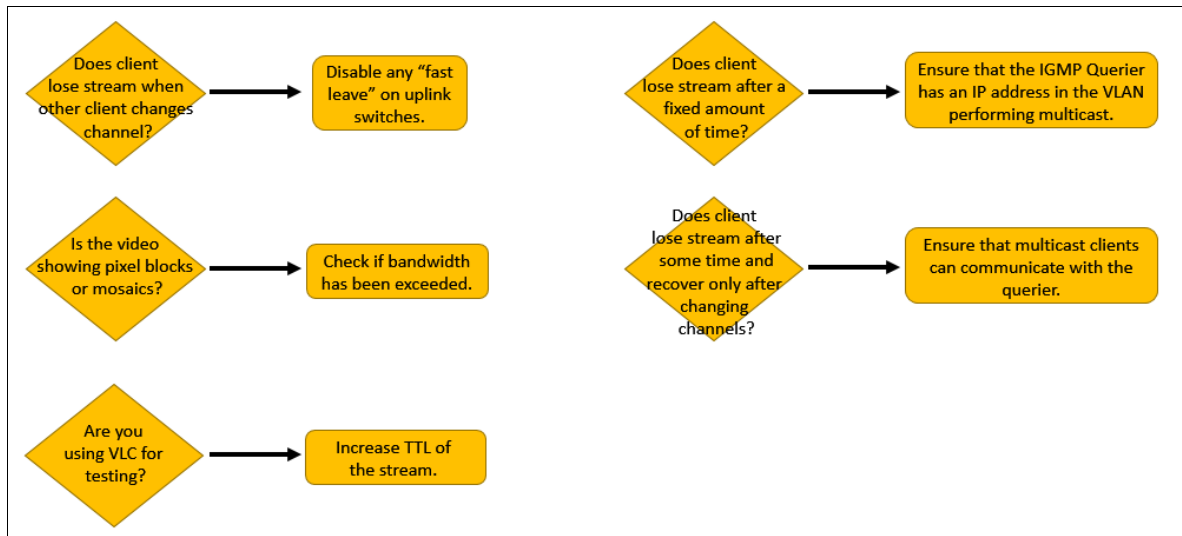 Does client
lose stream when
other client changes
channel?
Disable any “fast
leave” on uplink
switches.
Does client
lose stream after a
fixed amount
of time?
Ensure that the IGMP Querier
has an IP address in the VLAN
performing multicast.
Is the video
showing pixel blocks
or mosaics?
Check if bandwidth
has been exceeded.
Does client
lose stream after
some time and
recover only after
changing
channels?
Ensure that multicast clients
can communicate with the
querier.
Are you
using VLC for
testing?
Increase TTL of
the stream.